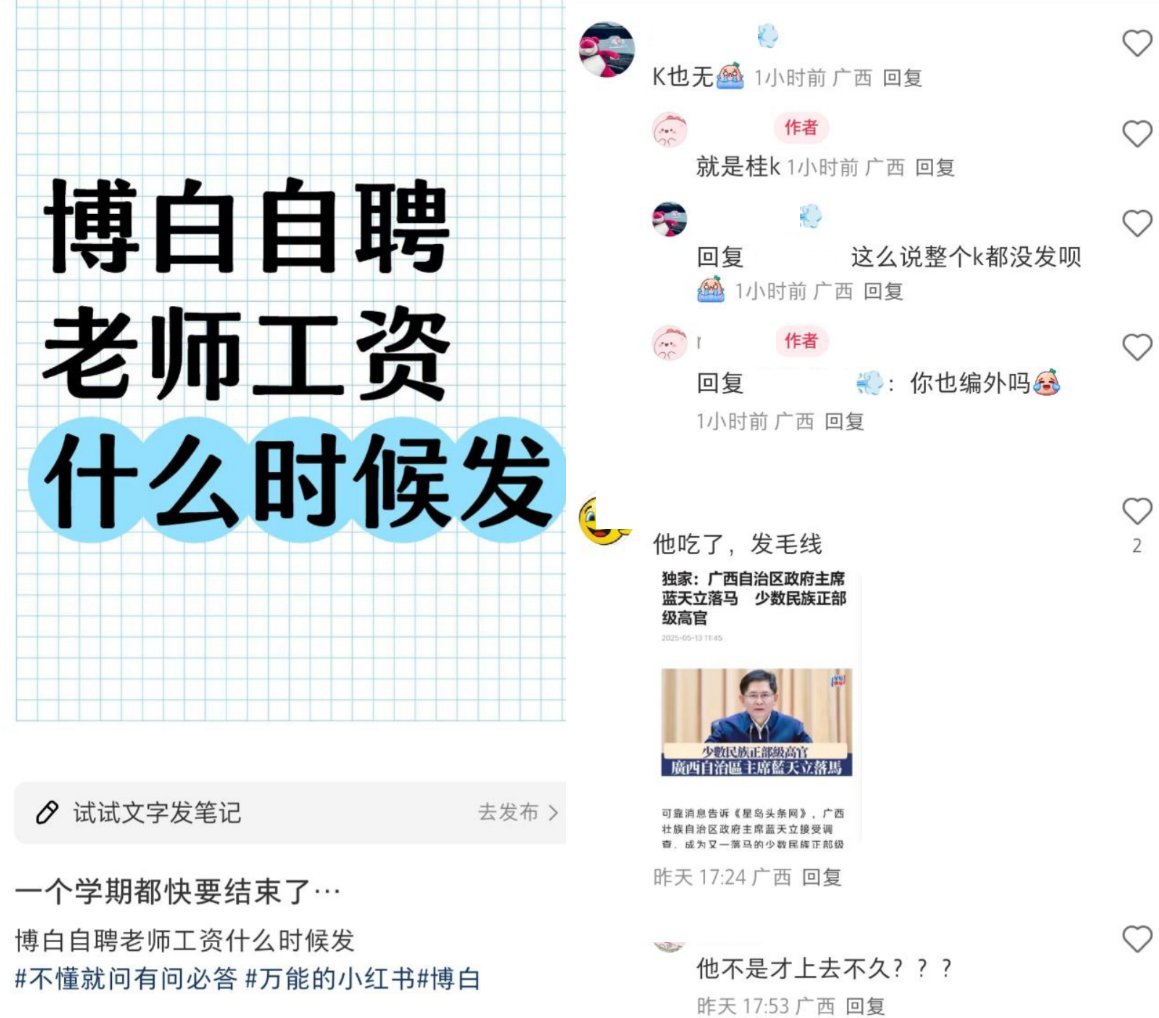 博白自聘
老师工资
什么时候发
试试文字发笔记
去发布
一个学期都快要结束了…
博白自聘老师工资什么时候发
#不懂就问有问必答 #万能的小红书#博白
K也无 1小时前 广西 回复
作者
就是桂k 1小时前 广西 回复
回复 这么说整个k都没发呗
1小时前 广西 回复
作者
回复 ：你也编外吗
1小时前 广西 回复
2
他吃了，发毛线
独家：广西自治区政府主席
蓝天立落马 少数民族正部
级高官
2025-05-13 11:45
少數民族正部級高官
廣西自治區主席藍天立落馬
可靠消息告诉《星岛头条网》，广西
壮族自治区政府主席蓝天立接受调
查，成为又一落马的少数民族正部级
昨天 17:24 广西 回复
他不是才上去不久？？？
昨天 17:53 广西 回复